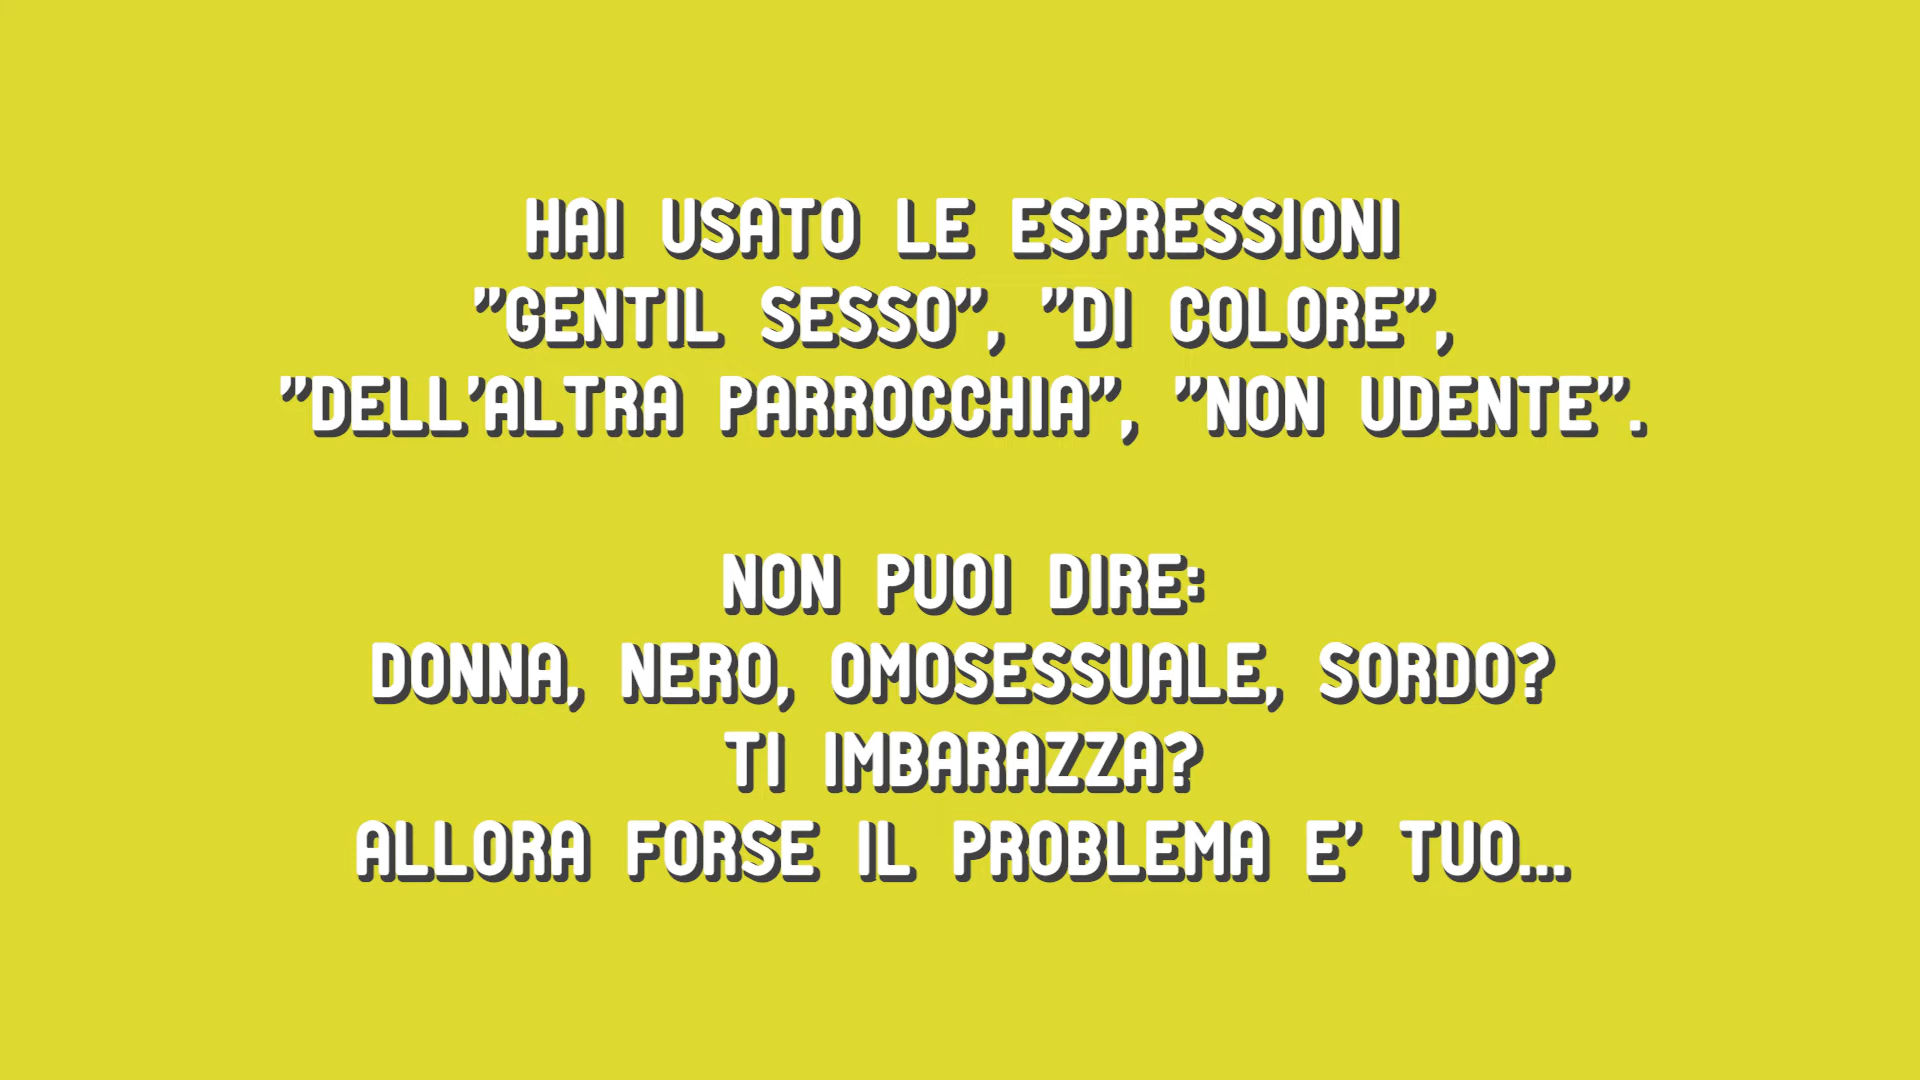 HAI USATO LE ESPRESSIONI
"GENTIL SESSO", "DI COLORE",
"DELL'ALTRA PARROCCHIA", "NON UDENTE".
NON PUOI DIRE:
DONNA, NERO, OMOSESSUALE, SORDO?
TI IMBARAZZA?
ALLORA FORSE IL PROBLEMA E' TUO...